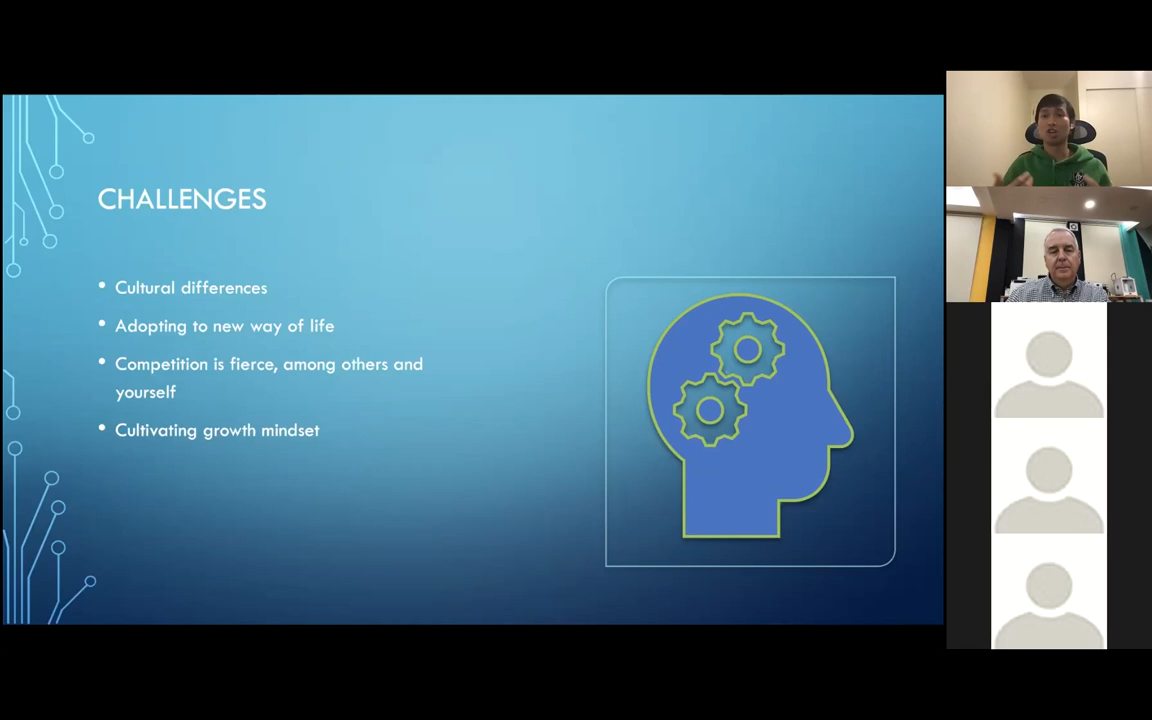 CHALLENGES
• Cultural differences
• Adopting to new way of life
• Competition is fierce, among others and
yourself
• Cultivating growth mindset